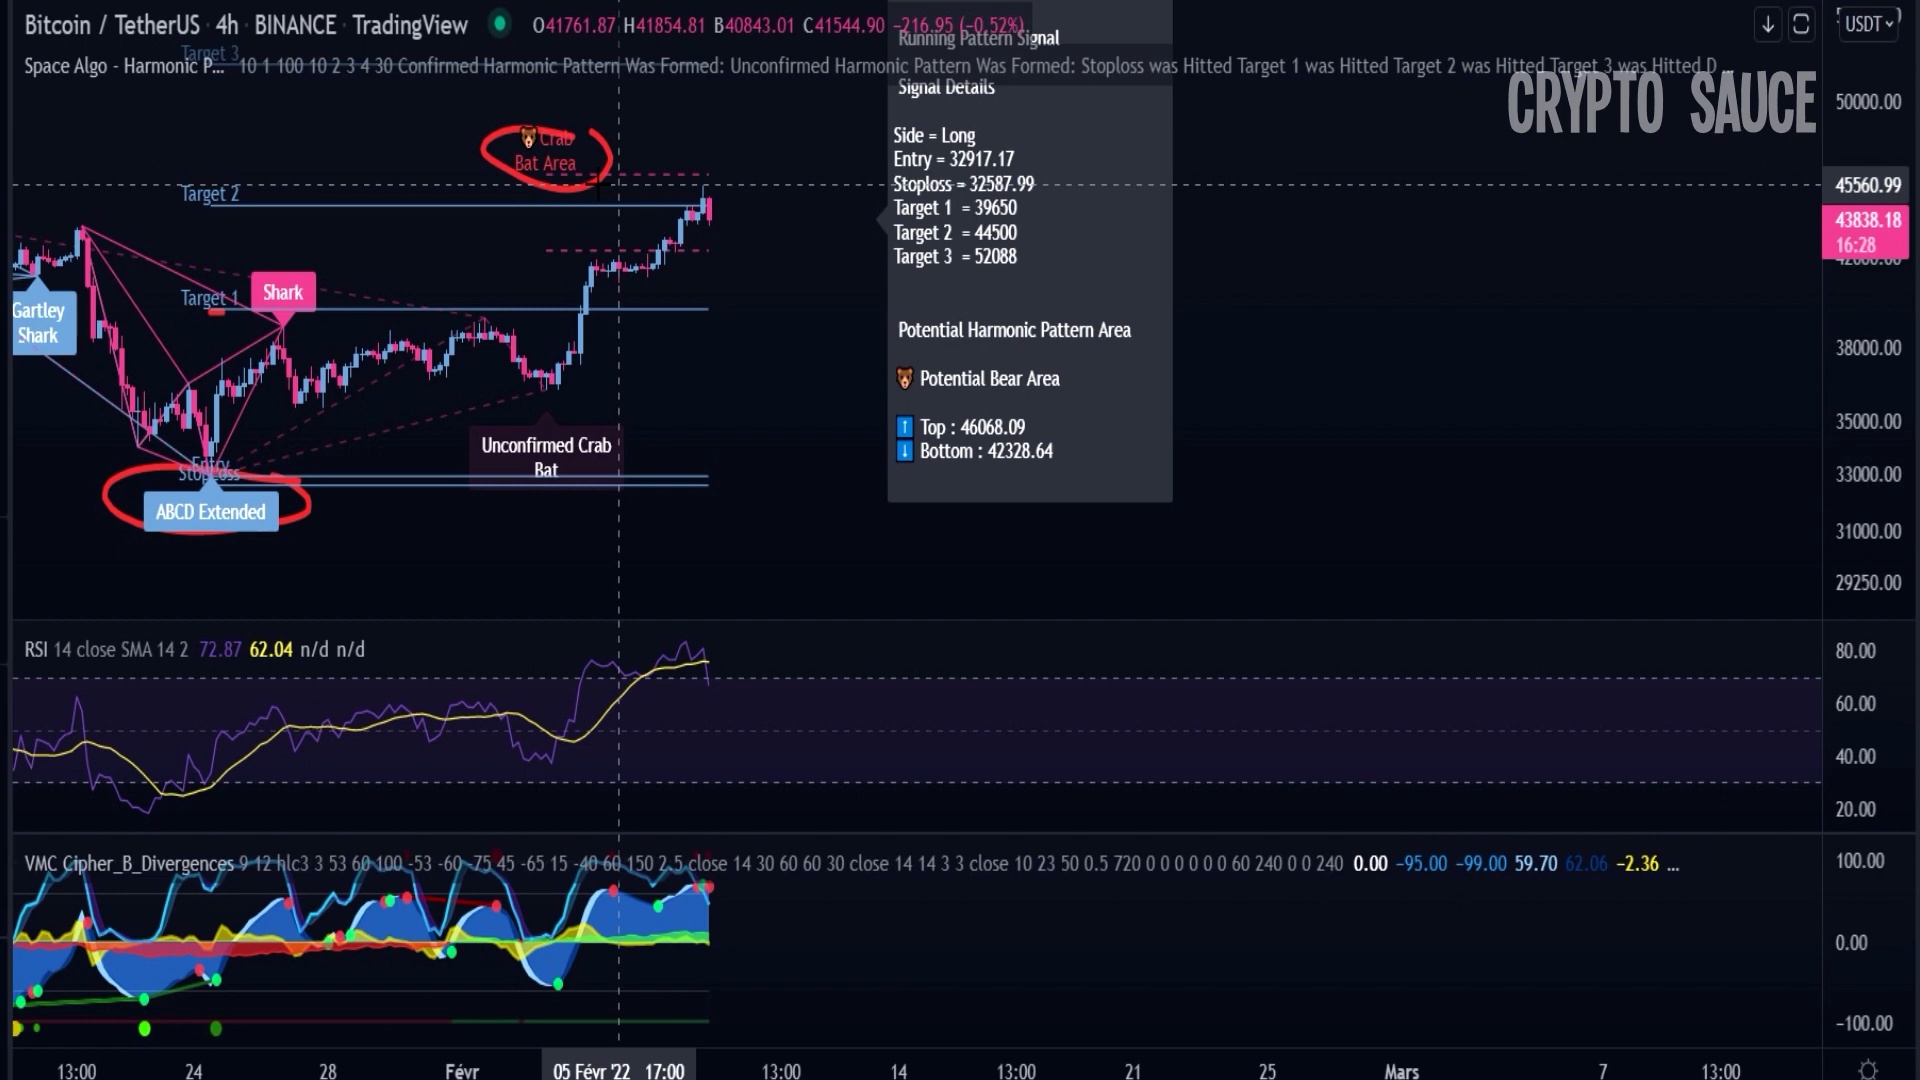 Bitcoin / TetherUS · 4h · BINANCE · TradingView O41761.87 H41854.81 B40843.01 C41544.90 −216.95 (−0.52%)
USDT
Target 3
Running Pattern Signal
Space Algo - Harmonic P... 10 1 100 10 2 3 4 30 Confirmed Harmonic Pattern Was Formed: Unconfirmed Harmonic Pattern Was Formed: Stoploss was Hitted Target 1 was Hitted Target 2 was Hitted Target 3 was Hitted D ...
Signal Details
CRYPTO SAUCE
50000.00
Side = Long
Entry = 32917.17
Stoploss = 32587.99
Target 1 = 39650
Target 2 = 44500
Target 3 = 52088
Crab
Bat Area
Target 2
45560.99
43838.18
16:28
42000.00
Shark
Target 1
Gartley
Shark
Potential Harmonic Pattern Area
38000.00
Potential Bear Area
Top : 46068.09
Bottom : 42328.64
35000.00
Unconfirmed Crab
Bat
Entry
Stoploss
33000.00
ABCD Extended
31000.00
29250.00
RSI 14 close SMA 14 2 72.87 62.04 n/d n/d
80.00
60.00
40.00
20.00
VMC Cipher_B_Divergences 9 12 hlc3 3 53 60 100 -53 -60 -75 45 -65 15 -40 60 150 2.5 close 14 30 60 60 30 close 14 14 3 3 close 10 23 50 0.5 720 0 0 0 0 0 0 60 240 0 0 240 0.00 −95.00 −99.00 59.70 62.06 −2.36 ...
100.00
0.00
−100.00
13:00 24 28 Févr 05 Févr '22 17:00 13:00 14 13:00 21 25 Mars 7 13:00